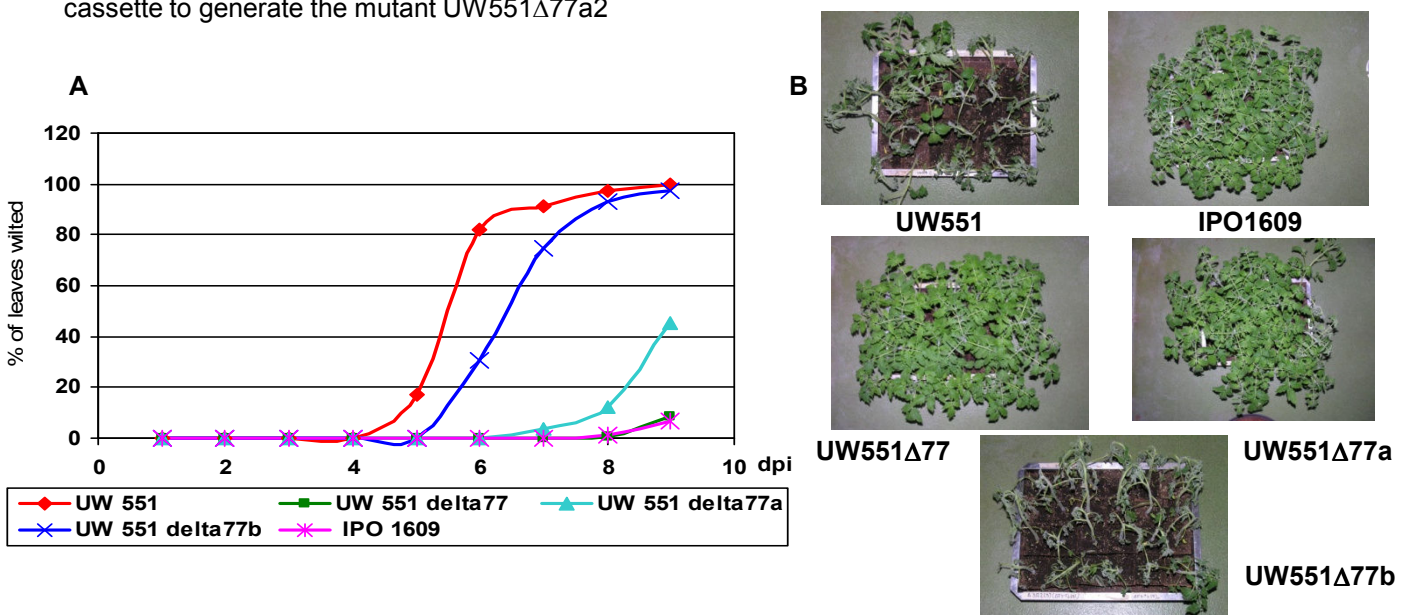 cassette to generate the mutant UW551Δ77a2
A
B
120
100
80
60
40
20
0
% of leaves wilted
0 2 4 6 8 10 dpi
UW 551 UW 551 delta77 UW 551 delta77a
UW 551 delta77b IPO 1609
UW551 IPO1609
UW551Δ77 UW551Δ77a
UW551Δ77b